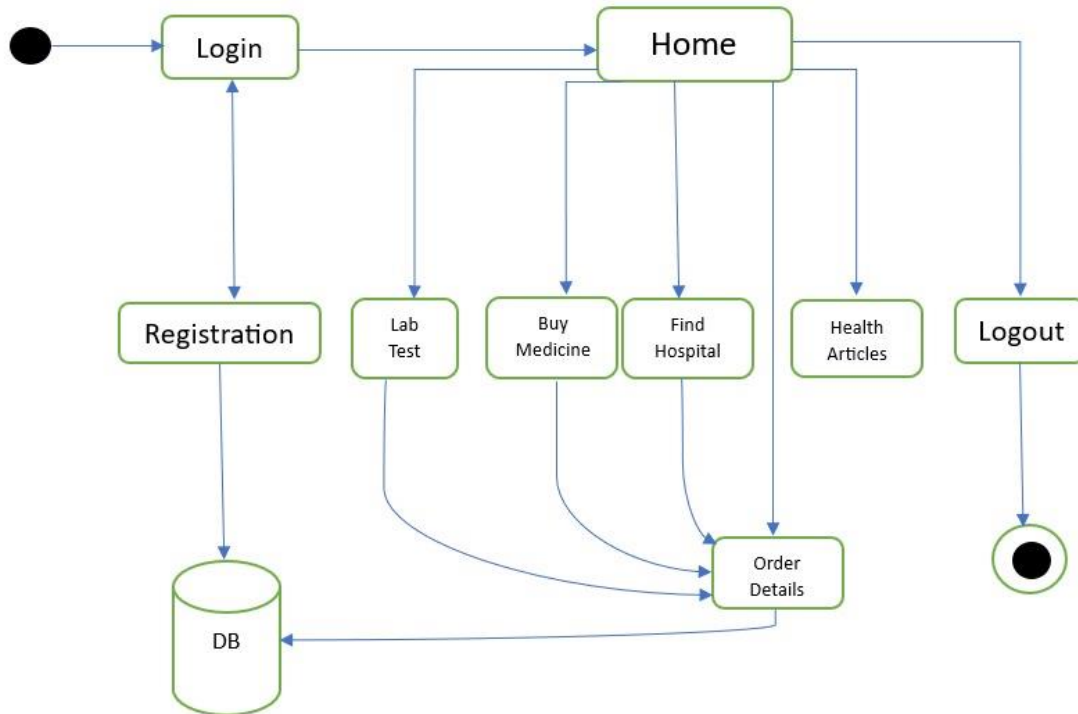 Login
Home
Registration
Lab
Test
Buy
Medicine
Find
Hospital
Health
Articles
Logout
Order
Details
DB